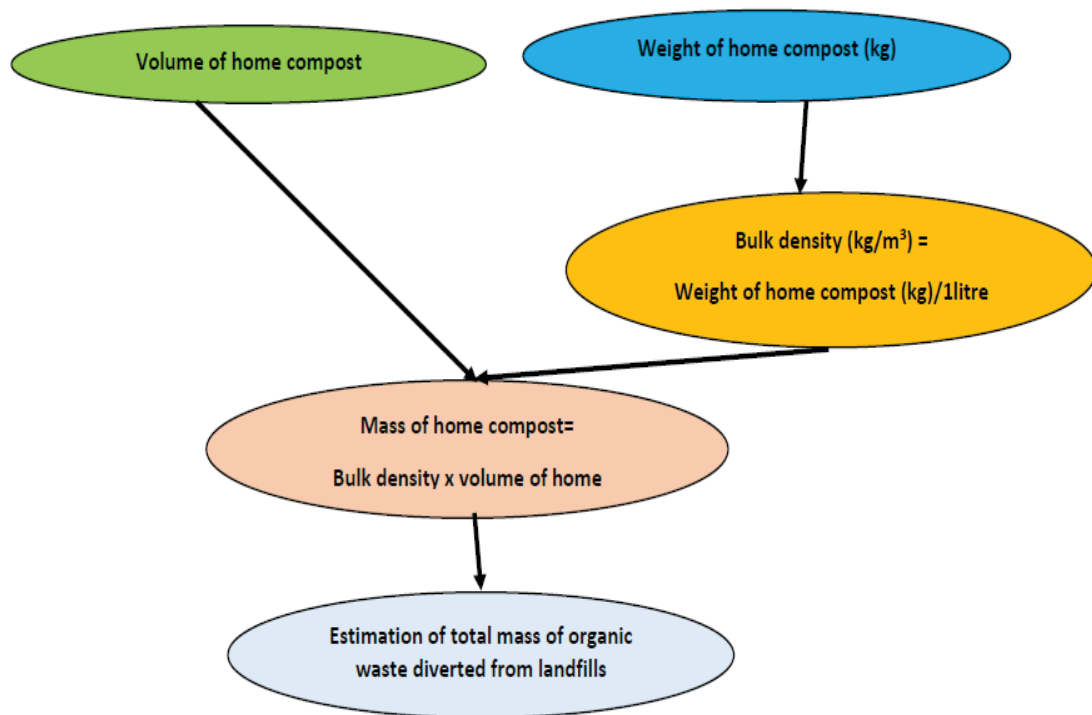 Volume of home compost
Weight of home compost (kg)
Bulk density (kg/m³) =
Weight of home compost (kg)/1litre
Mass of home compost=
Bulk density x volume of home
Estimation of total mass of organic
waste diverted from landfills